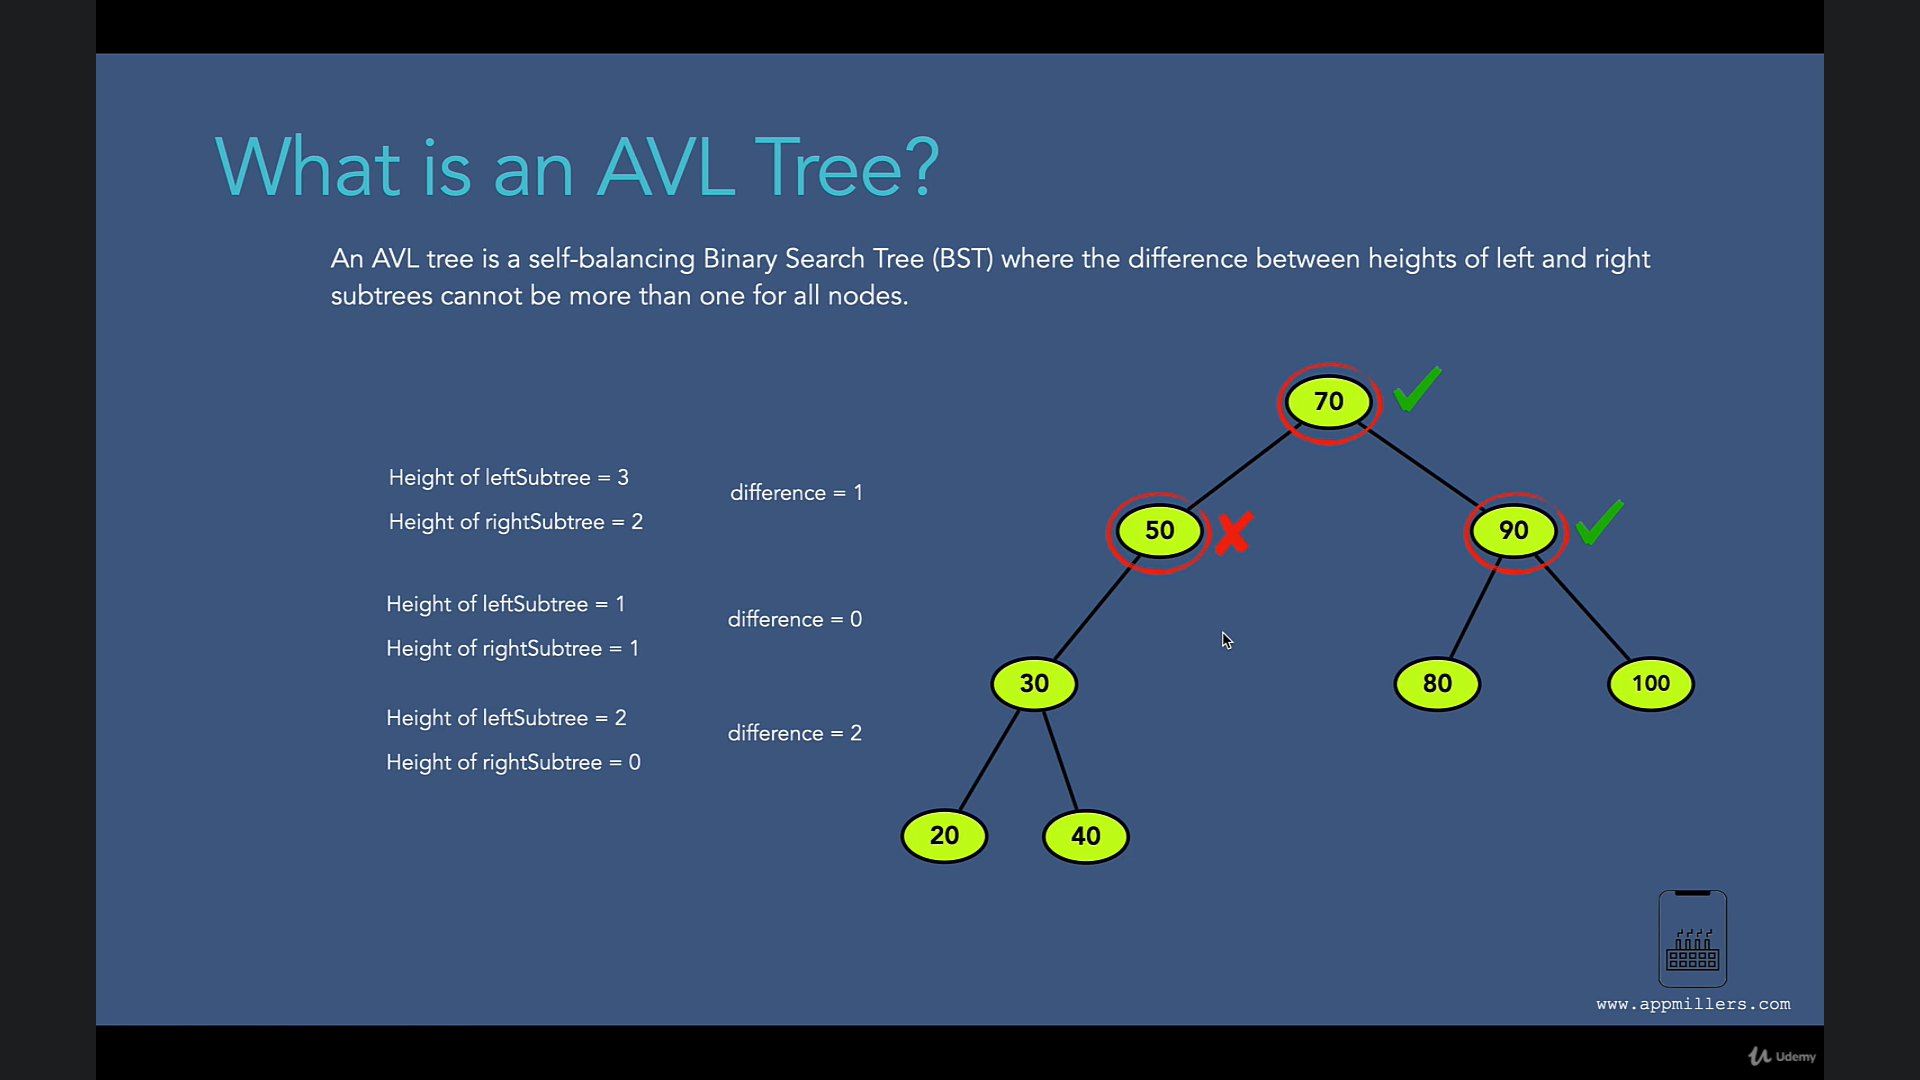 What is an AVL Tree?
An AVL tree is a self-balancing Binary Search Tree (BST) where the difference between heights of left and right
subtrees cannot be more than one for all nodes.
Height of leftSubtree = 3
difference = 1
Height of rightSubtree = 2
Height of leftSubtree = 1
difference = 0
Height of rightSubtree = 1
Height of leftSubtree = 2
difference = 2
Height of rightSubtree = 0
70
50
90
30
80
100
20
40
www.appmillers.com
Udemy